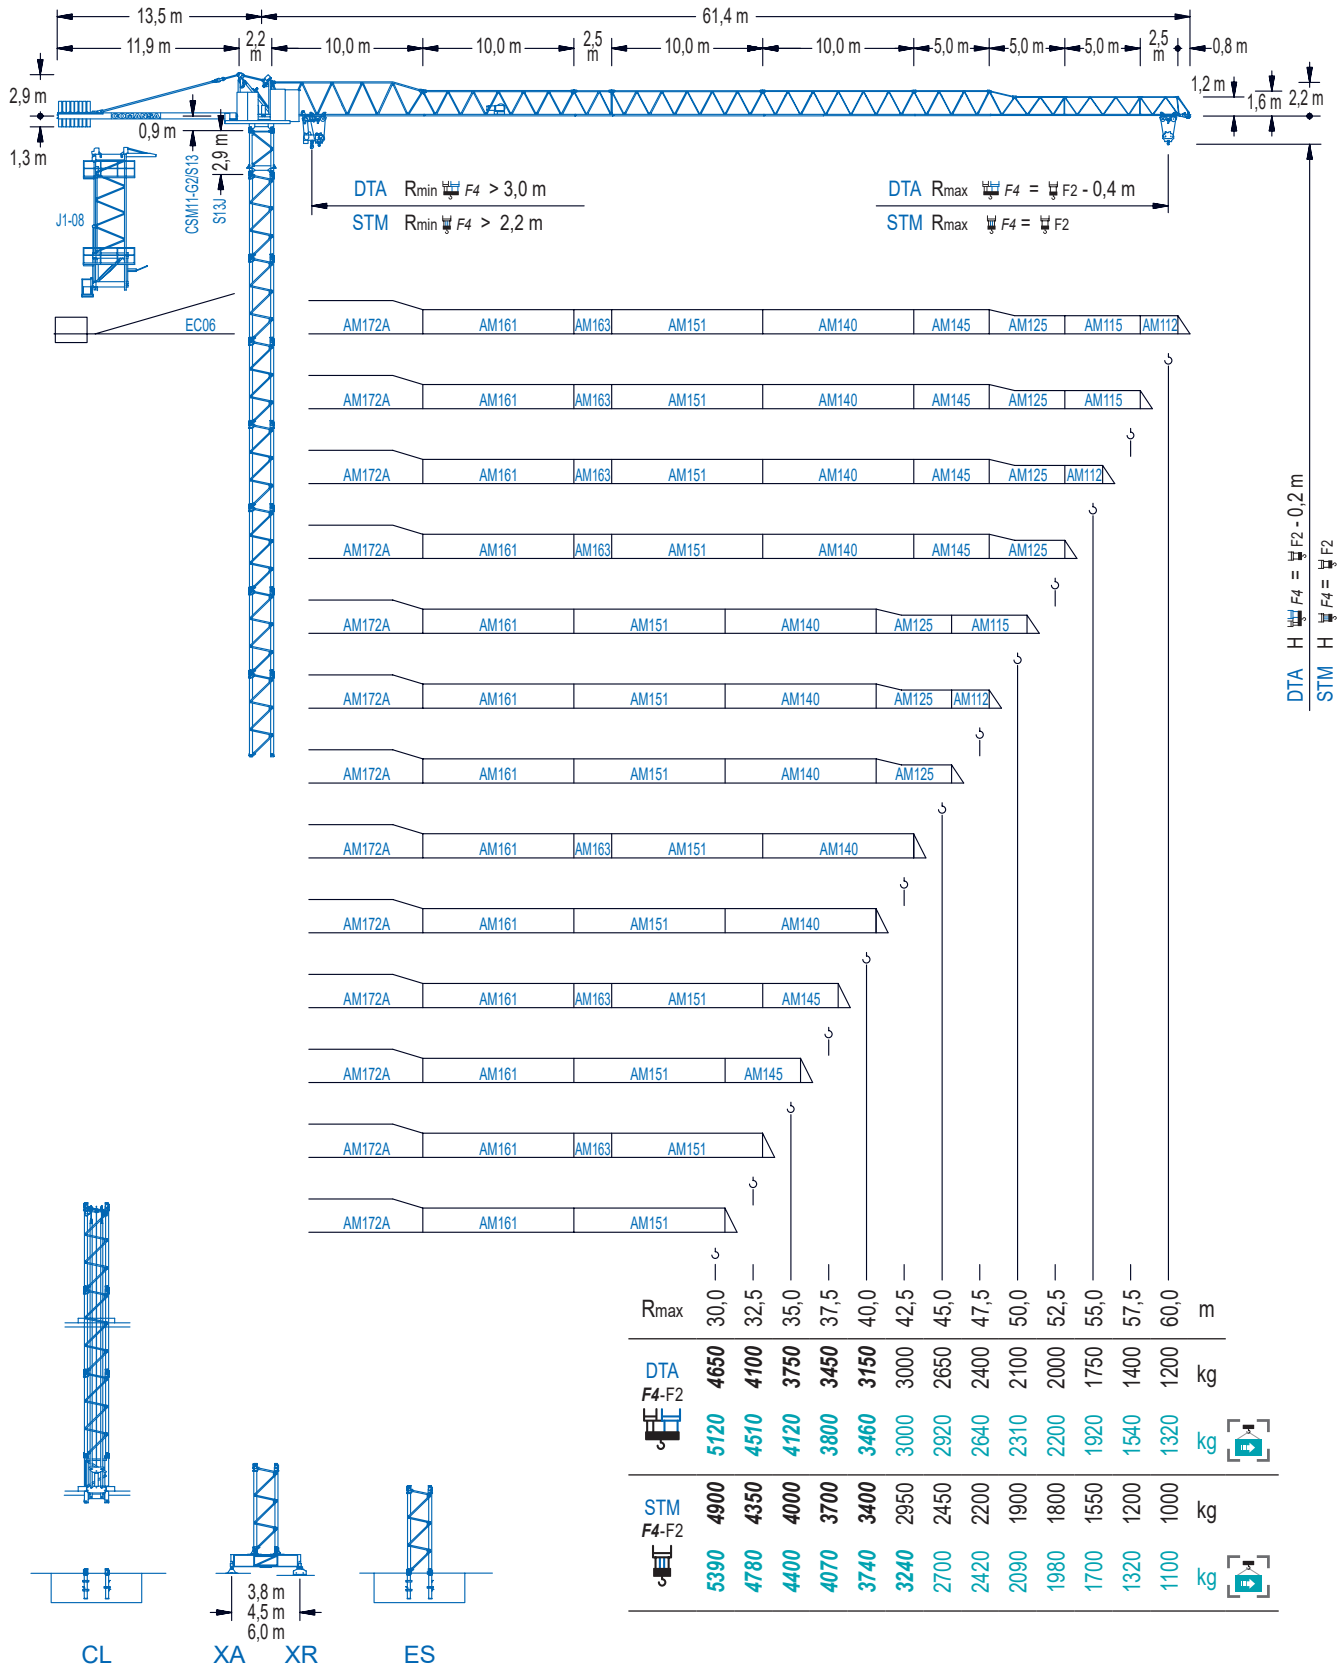 13,5 m 61,4 m
11,9 m 2,2 m 10,0 m 10,0 m 2,5 m 10,0 m 10,0 m 5,0 m 5,0 m 5,0 m 2,5 m 0,8 m
2,9 m 1,2 m 1,6 m 2,2 m
0,9 m
1,3 m 2,9 m
CSM11-G2/S13
S13J
J1-08
DTA Rmin F4 > 3,0 m DTA Rmax F4 = F2 - 0,4 m
STM Rmin F4 > 2,2 m STM Rmax F4 = F2
EC06
AM172A AM161 AM163 AM151 AM140 AM145 AM125 AM115 AM112
AM172A AM161 AM163 AM151 AM140 AM145 AM125 AM115
AM172A AM161 AM163 AM151 AM140 AM145 AM125 AM112
AM172A AM161 AM163 AM151 AM140 AM145 AM125
AM172A AM161 AM151 AM140 AM125 AM115
AM172A AM161 AM151 AM140 AM125 AM112
AM172A AM161 AM151 AM140 AM125
AM172A AM161 AM163 AM151 AM140
AM172A AM161 AM151 AM140
AM172A AM161 AM163 AM151 AM145
AM172A AM161 AM151 AM145
AM172A AM161 AM163 AM151
AM172A AM161 AM151
DTA H F4 = F2 - 0,2 m
STM H F4 = F2
Rmax 30,0 32,5 35,0 37,5 40,0 42,5 45,0 47,5 50,0 52,5 55,0 57,5 60,0 m
DTA 4650 4100 3750 3450 3150 3000 2650 2400 2100 2000 1750 1400 1200 kg
F4-F2
5120 4510 4120 3800 3460 3000 2920 2640 2310 2200 1920 1540 1320 kg
STM 4900 4350 4000 3700 3400 2950 2450 2200 1900 1800 1550 1200 1000 kg
F4-F2
5390 4780 4400 4070 3740 3240 2700 2420 2090 1980 1700 1320 1100 kg
3,8 m
4,5 m
6,0 m
CL XA XR ES